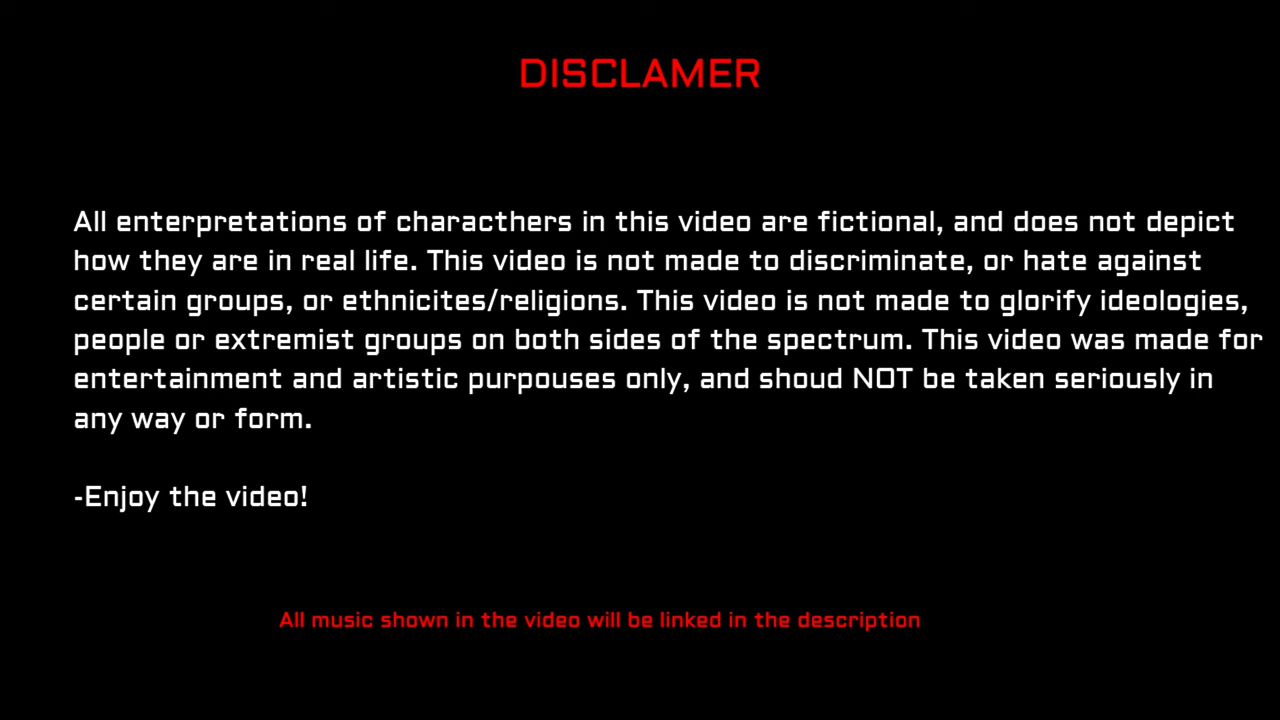 DISCLAMER
All enterpretations of characthers in this video are fictional, and does not depict
how they are in real life. This video is not made to discriminate, or hate against
certain groups, or ethnicites/religions. This video is not made to glorify ideologies,
people or extremist groups on both sides of the spectrum. This video was made for
entertainment and artistic purpouses only, and shoud NOT be taken seriously in
any way or form.
-Enjoy the video!
All music shown in the video will be linked in the description